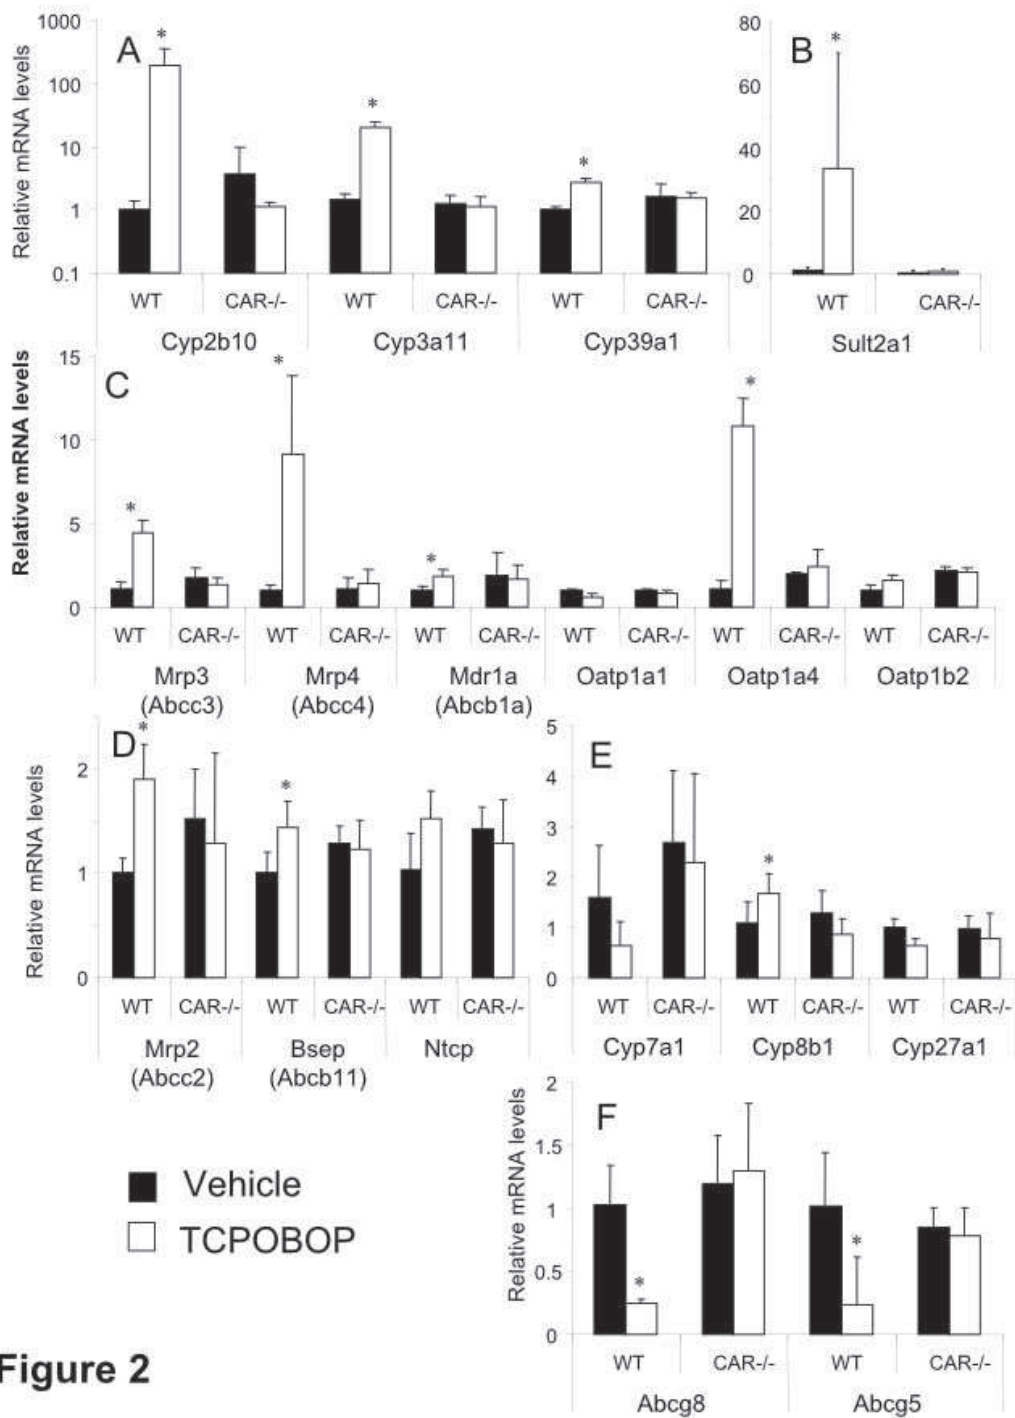 1000
100
10
1
0.1
Relative mRNA levels
A
*
*
*
WT CAR-/- WT CAR-/- WT CAR-/-
Cyp2b10 Cyp3a11 Cyp39a1
80
60
40
20
0
B
*
WT CAR-/-
Sult2a1
15
10
5
0
Relative mRNA levels
C
*
*
*
*
WT CAR-/- WT CAR-/- WT CAR-/- WT CAR-/- WT CAR-/- WT CAR-/-
Mrp3 Mrp4 Mdr1a Oatp1a1 Oatp1a4 Oatp1b2
(Abcc3) (Abcc4) (Abcb1a)
2
1
0
Relative mRNA levels
D
*
*
WT CAR-/- WT CAR-/- WT CAR-/-
Mrp2 Bsep Ntcp
(Abcc2) (Abcb11)
5
4
3
2
1
0
E
*
WT CAR-/- WT CAR-/- WT CAR-/-
Cyp7a1 Cyp8b1 Cyp27a1
Vehicle
TCPOBOP
2
1.5
1
0.5
0
Relative mRNA levels
F
*
*
WT CAR-/- WT CAR-/-
Abcg8 Abcg5
Figure 2